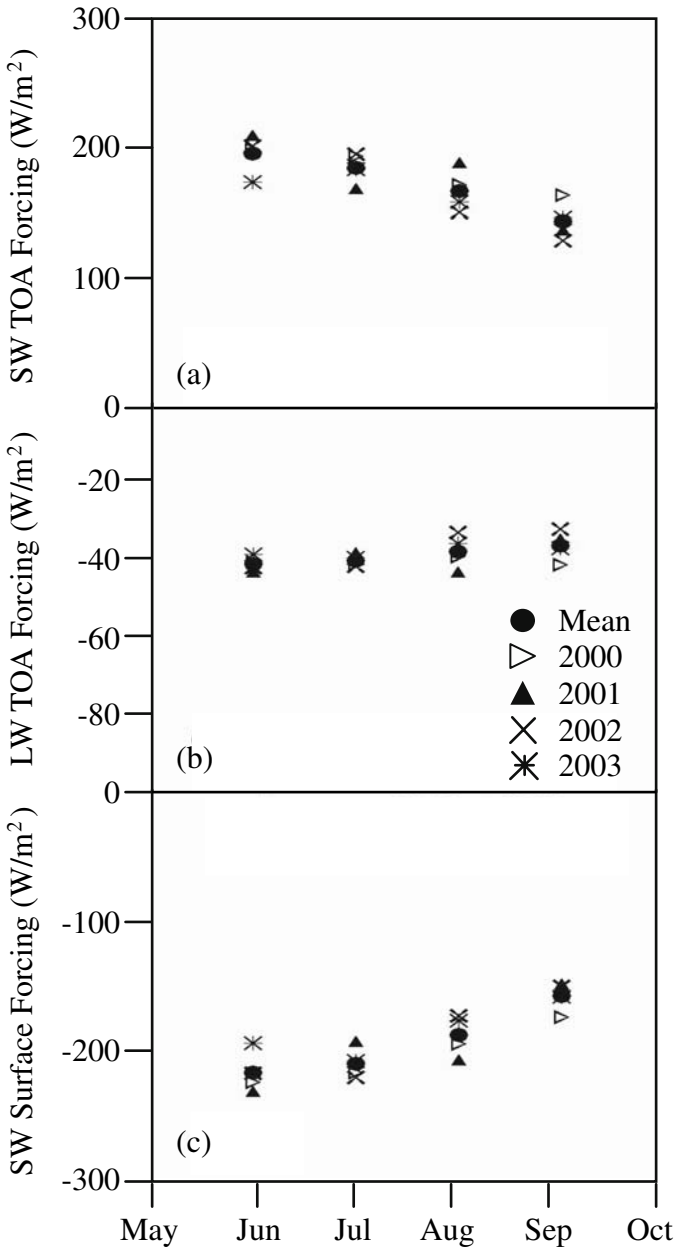 SW TOA Forcing (W/m²)
300
200
100
0
(a)
LW TOA Forcing (W/m²)
-20
-40
-60
-80
0
(b)
Mean
2000
2001
2002
2003
SW Surface Forcing (W/m²)
-100
-200
-300
(c)
May Jun Jul Aug Sep Oct